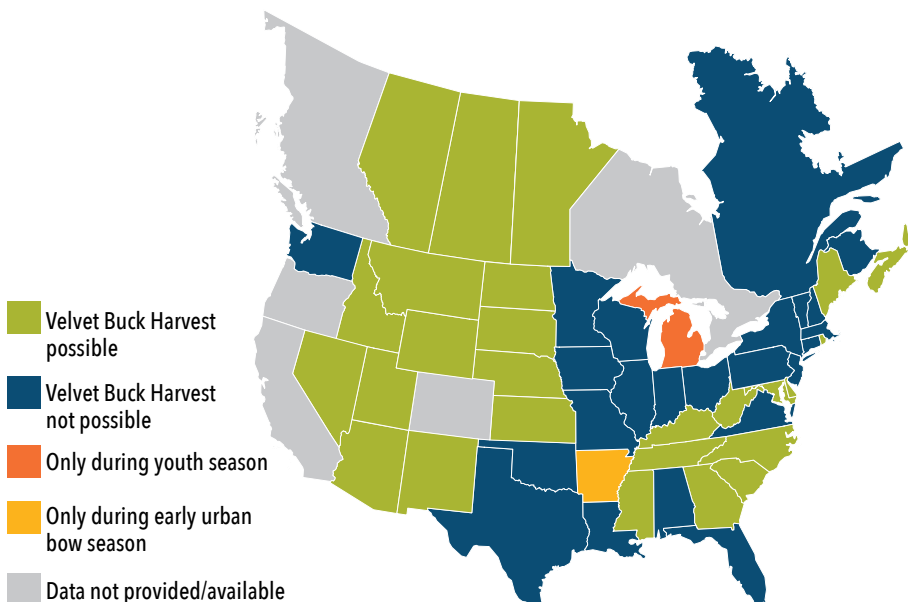 Velvet Buck Harvest
possible
Velvet Buck Harvest
not possible
Only during youth season
Only during early urban
bow season
Data not provided/available